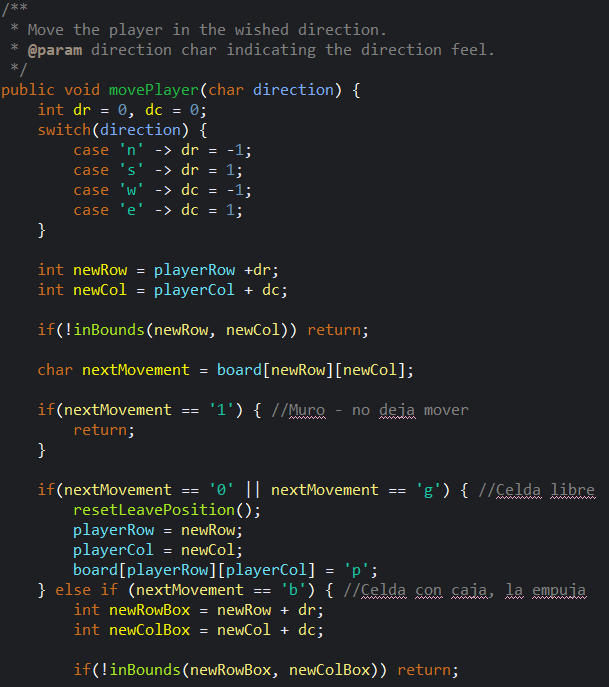 /**
 * Move the player in the wished direction.
 * @param direction char indicating the direction feel.
 */
public void movePlayer(char direction) {
    int dr = 0, dc = 0;
    switch(direction) {
        case 'n' -> dr = -1;
        case 's' -> dr = 1;
        case 'w' -> dc = -1;
        case 'e' -> dc = 1;
    }

    int newRow = playerRow +dr;
    int newCol = playerCol + dc;

    if(!inBounds(newRow, newCol)) return;

    char nextMovement = board[newRow][newCol];

    if(nextMovement == '1') { //Muro - no deja mover
        return;
    }

    if(nextMovement == '0' || nextMovement == 'g') { //Celda libre
        resetLeavePosition();
        playerRow = newRow;
        playerCol = newCol;
        board[playerRow][playerCol] = 'p';
    } else if (nextMovement == 'b') { //Celda con caja, la empuja
        int newRowBox = newRow + dr;
        int newColBox = newCol + dc;

        if(!inBounds(newRowBox, newColBox)) return;